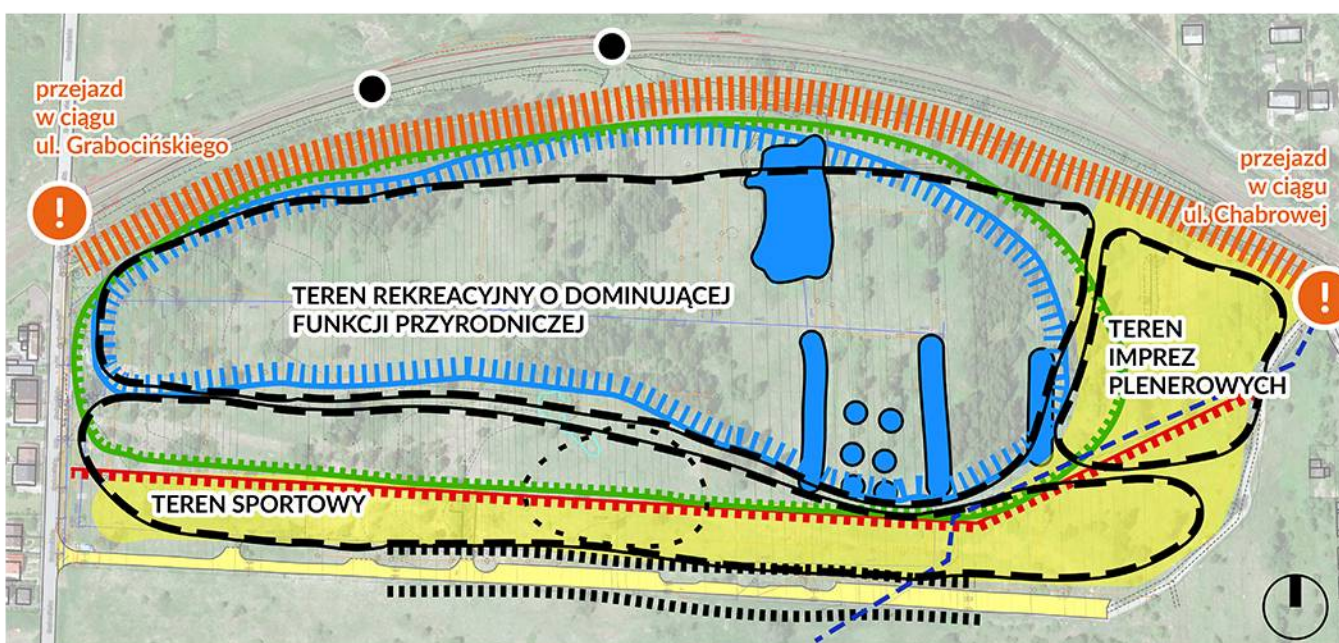 przejazd
w ciągu
ul. Grabocińskiego
!
przejazd
w ciągu
ul. Chabrowej
!
TEREN REKREACYJNY O DOMINUJĄCEJ
FUNKCJI PRZYRODNICZEJ
TEREN
IMPREZ
PLENEROWYCH
TEREN SPORTOWY